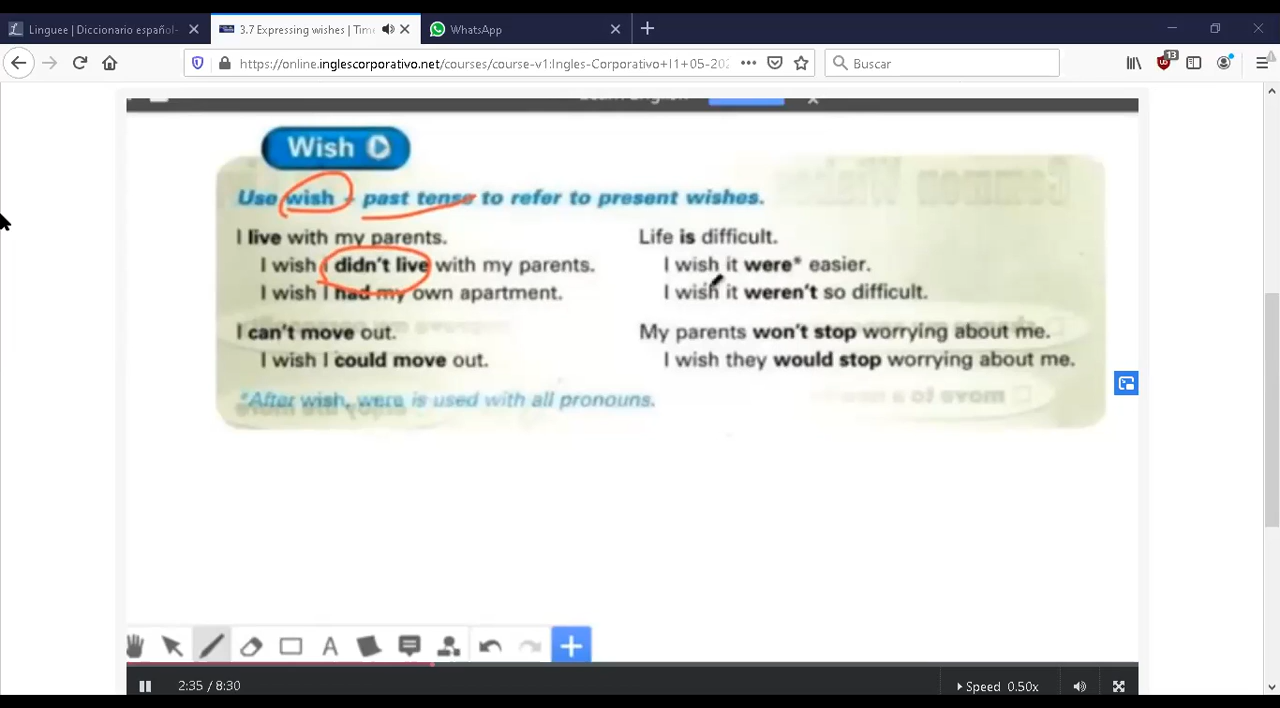 Linguee | Diccionario español-
3.7 Expressing wishes | Tim
WhatsApp
https://online.inglescorporativo.net/courses/course-v1:Ingles-Corporativo+I1+05-202
Buscar
13
Learn English
Wish
Use wish + past tense to refer to present wishes.
I live with my parents.
I wish I didn't live with my parents.
I wish I had my own apartment.
I can't move out.
I wish I could move out.
Life is difficult.
I wish it were* easier.
I wish it weren't so difficult.
My parents won't stop worrying about me.
I wish they would stop worrying about me.
*After wish, were is used with all pronouns.
A
2:35 / 8:30
Speed 0.50x